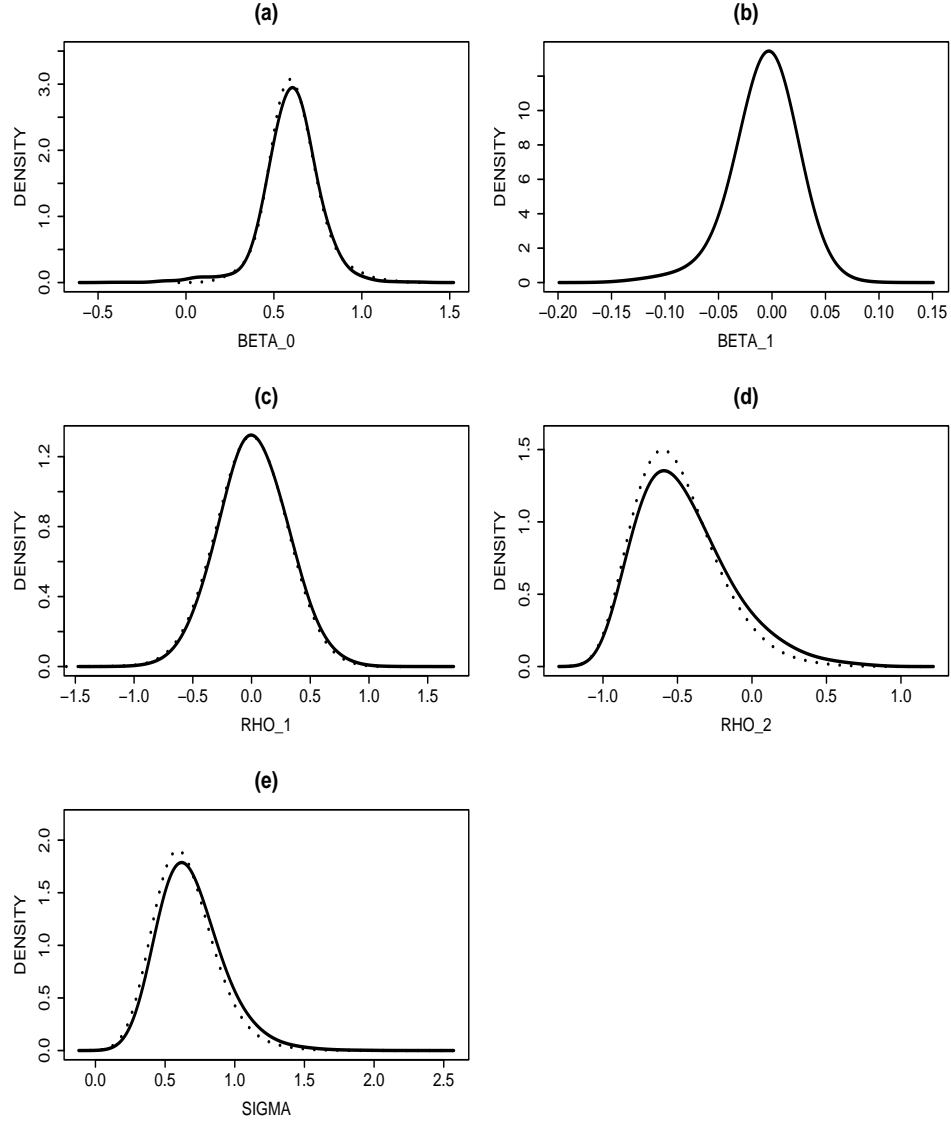 (a)
DENSITY
0.0 1.0 2.0 3.0
−0.5 0.0 0.5 1.0 1.5
BETA_0
(b)
DENSITY
0 2 4 6 8 10
−0.20 −0.15 −0.10 −0.05 0.00 0.05 0.10 0.15
BETA_1
(c)
DENSITY
0.0 0.4 0.8 1.2
−1.5 −1.0 −0.5 0.0 0.5 1.0 1.5
RHO_1
(d)
DENSITY
0.0 0.5 1.0 1.5
−1.0 −0.5 0.0 0.5 1.0
RHO_2
(e)
DENSITY
0.0 0.5 1.0 1.5 2.0
0.0 0.5 1.0 1.5 2.0 2.5
SIGMA